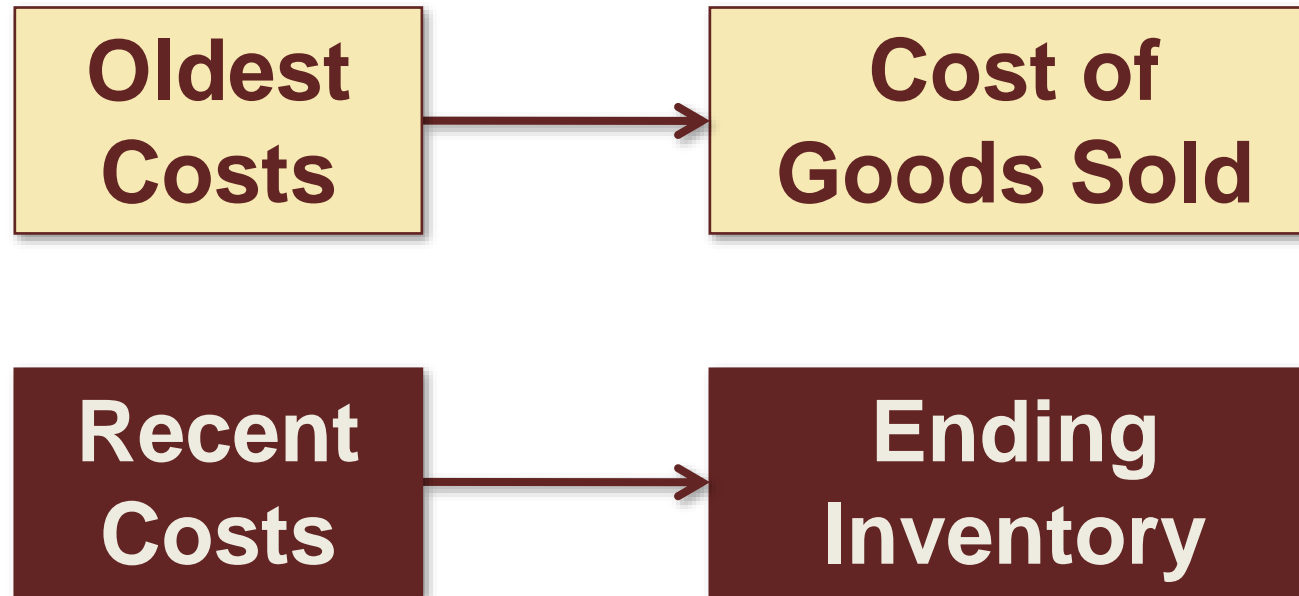 Oldest
Costs
Cost of
Goods Sold
Recent
Costs
Ending
Inventory